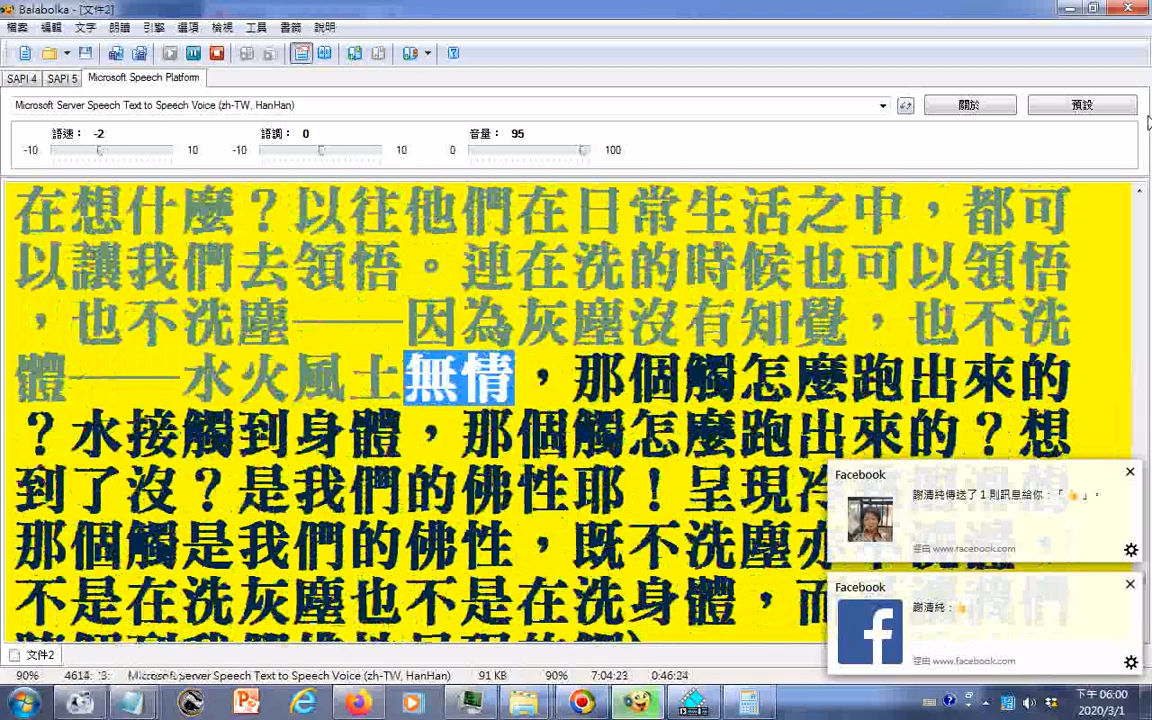 Balabolka - [文件2]
檔案 編輯 文字 朗讀 引擎 選項 檢視 工具 書籤 說明
SAPI 4 SAPI 5 Microsoft Speech Platform
Microsoft Server Speech Text to Speech Voice (zh-TW, HanHan) 關於 預設
語速： -2 語調： 0 音量： 95
-10 10 -10 10 0 100
在想什麼？以往他們在日常生活之中，都可
以讓我們去領悟。連在洗的時候也可以領悟
，也不洗塵——因為灰塵沒有知覺，也不洗
體——水火風土無情，那個觸怎麼跑出來的
？水接觸到身體，那個觸怎麼跑出來的？想
到了沒？是我們的佛性耶！呈現冷
那個觸是我們的佛性，既不洗塵亦
不是在洗灰塵也不是在洗身體，而
Facebook
謝濤純傳送了 1 則訊息給你：「👍」。
經由 www.facebook.com
Facebook
謝濤純：👍
經由 www.facebook.com
文件2
90% 4614: 3: Microsoft Server Speech Text to Speech Voice (zh-TW, HanHan) 91 KB 90% 7:04:23 0:46:24
下午 06:00
2020/3/1